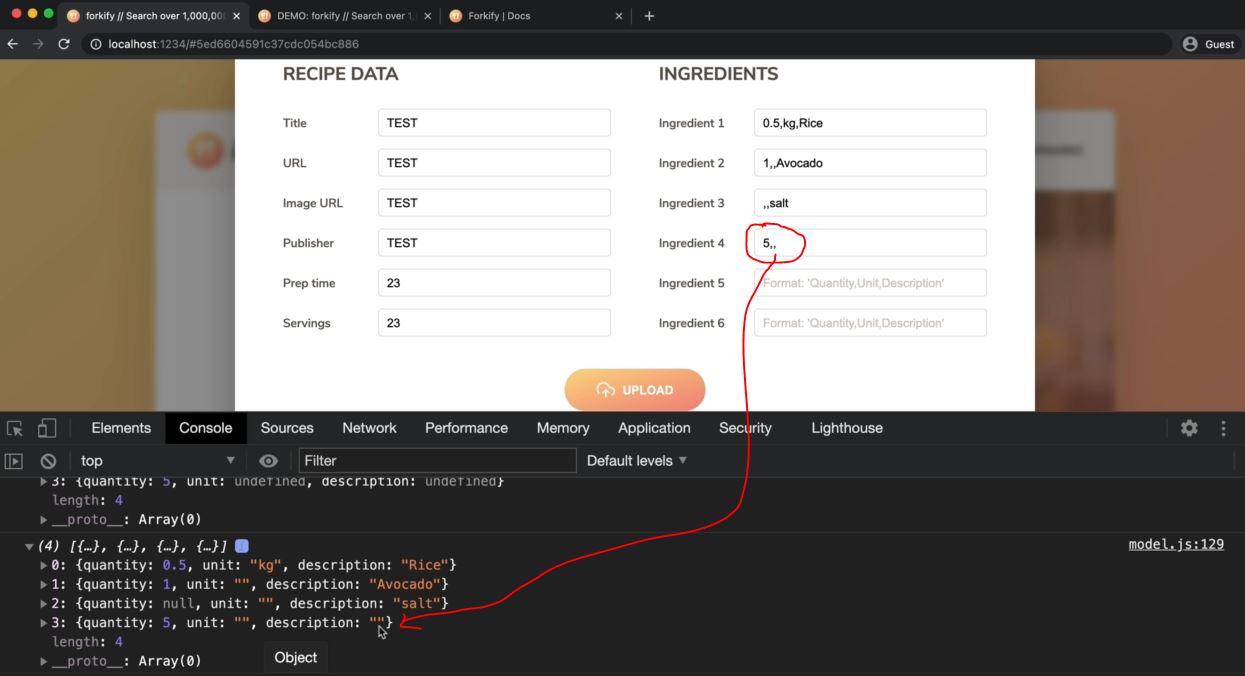 forkify // Search over 1,000,00
DEMO: forkify // Search over 1,
Forkify | Docs
localhost:1234/#5ed6604591c37cdc054bc886
Guest
RECIPE DATA
INGREDIENTS
Title
TEST
Ingredient 1
0.5,kg,Rice
URL
TEST
Ingredient 2
1,,Avocado
Image URL
TEST
Ingredient 3
,,salt
Publisher
TEST
Ingredient 4
5,,
Prep time
23
Ingredient 5
Format: 'Quantity,Unit,Description'
Servings
23
Ingredient 6
Format: 'Quantity,Unit,Description'
UPLOAD
Elements
Console
Sources
Network
Performance
Memory
Application
Security
Lighthouse
top
Filter
Default levels
3: {quantity: 5, unit: undefined, description: undefined}
length: 4
__proto__: Array(0)
(4) [{…}, {…}, {…}, {…}]
model.js:129
0: {quantity: 0.5, unit: "kg", description: "Rice"}
1: {quantity: 1, unit: "", description: "Avocado"}
2: {quantity: null, unit: "", description: "salt"}
3: {quantity: 5, unit: "", description: ""}
length: 4
__proto__: Array(0)
Object